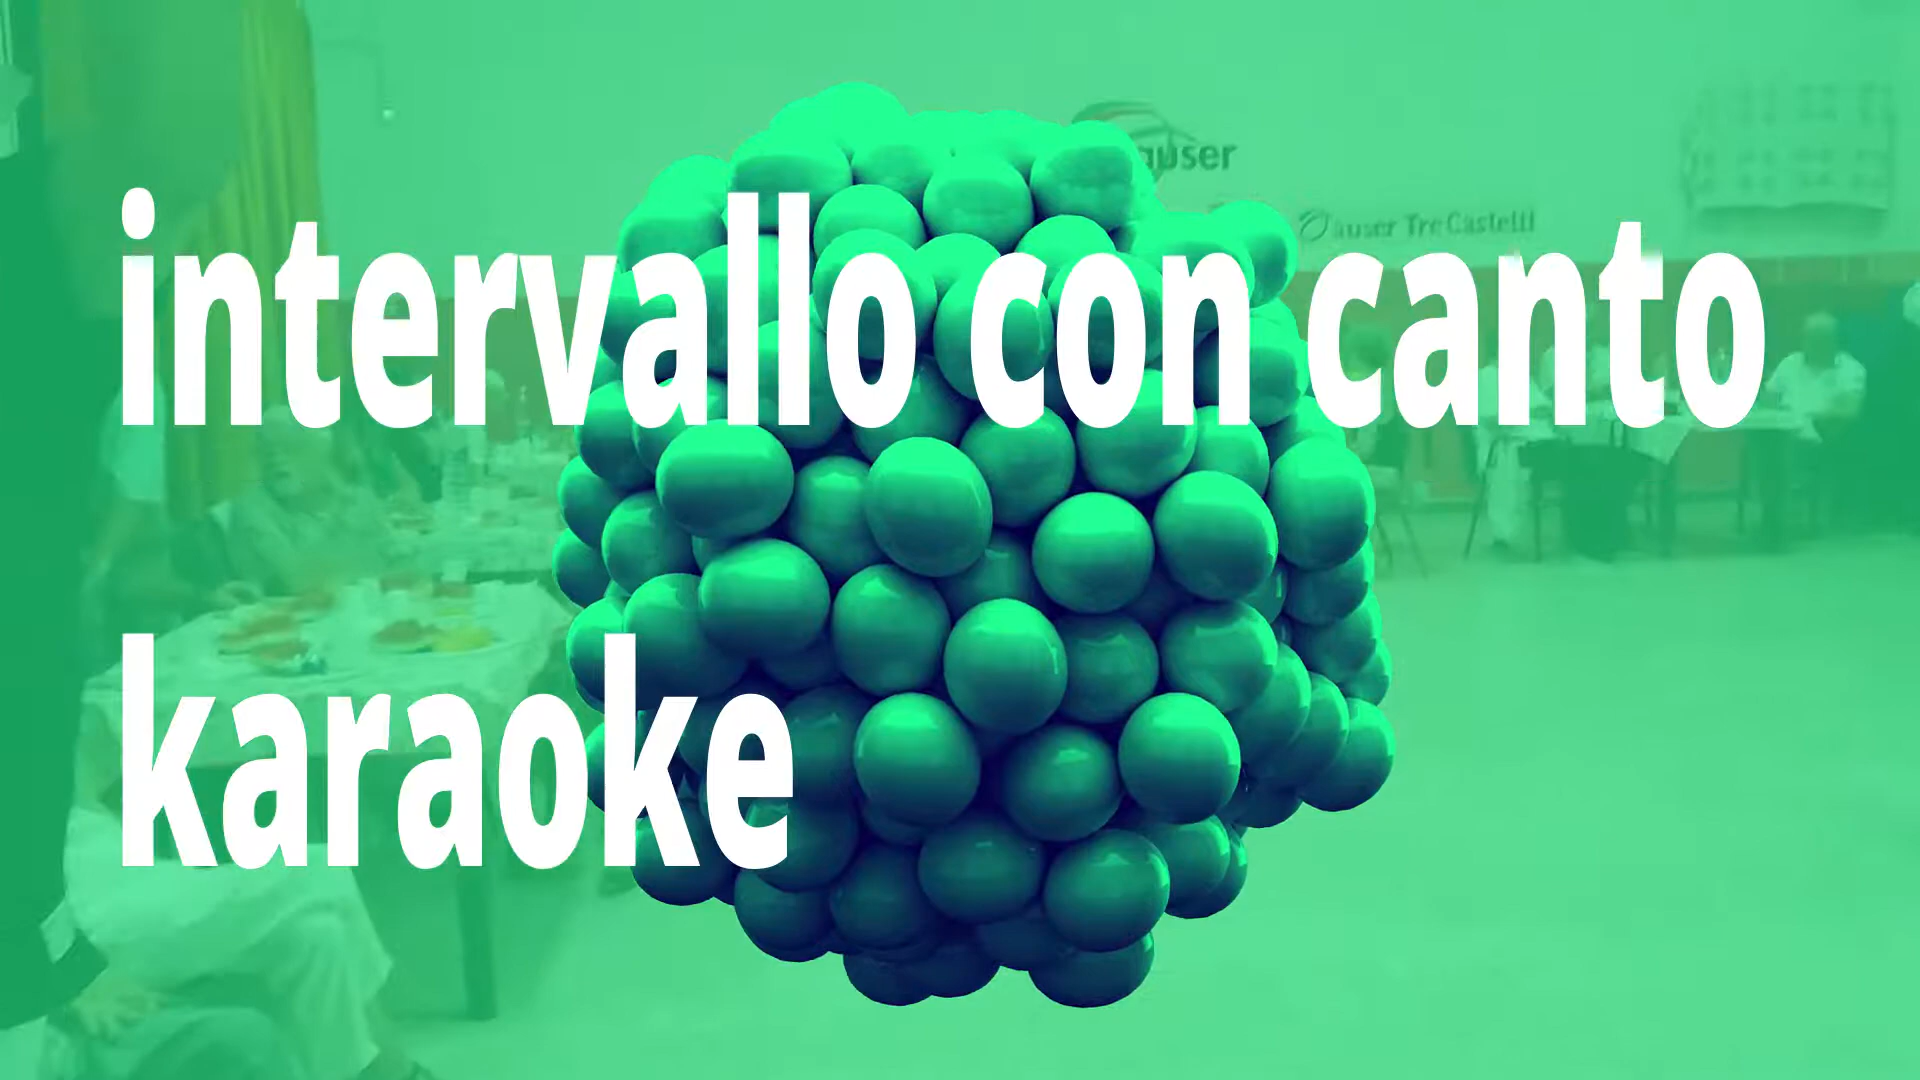 auser
intervallo con canto
auser Tre Castelli
karaoke